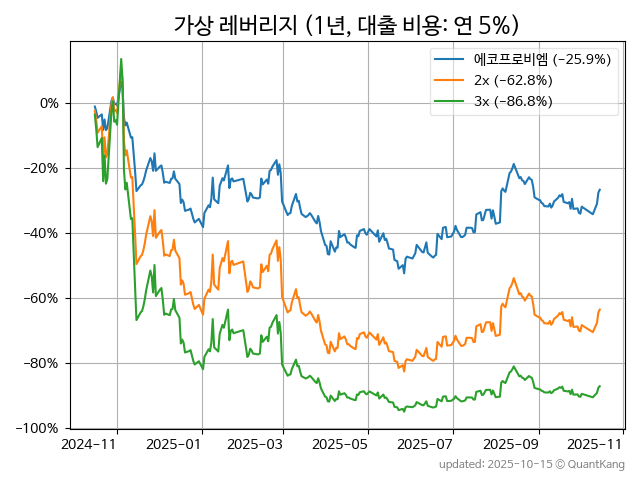 가상 레버리지 (1년, 대출 비용: 연 5%)
에코프로비엠 (−25.9%)
2x (−62.8%)
3x (−86.8%)
0%
−20%
−40%
−60%
−80%
−100%
2024-11 2025-01 2025-03 2025-05 2025-07 2025-09 2025-11
updated: 2025-10-15 © QuantKang